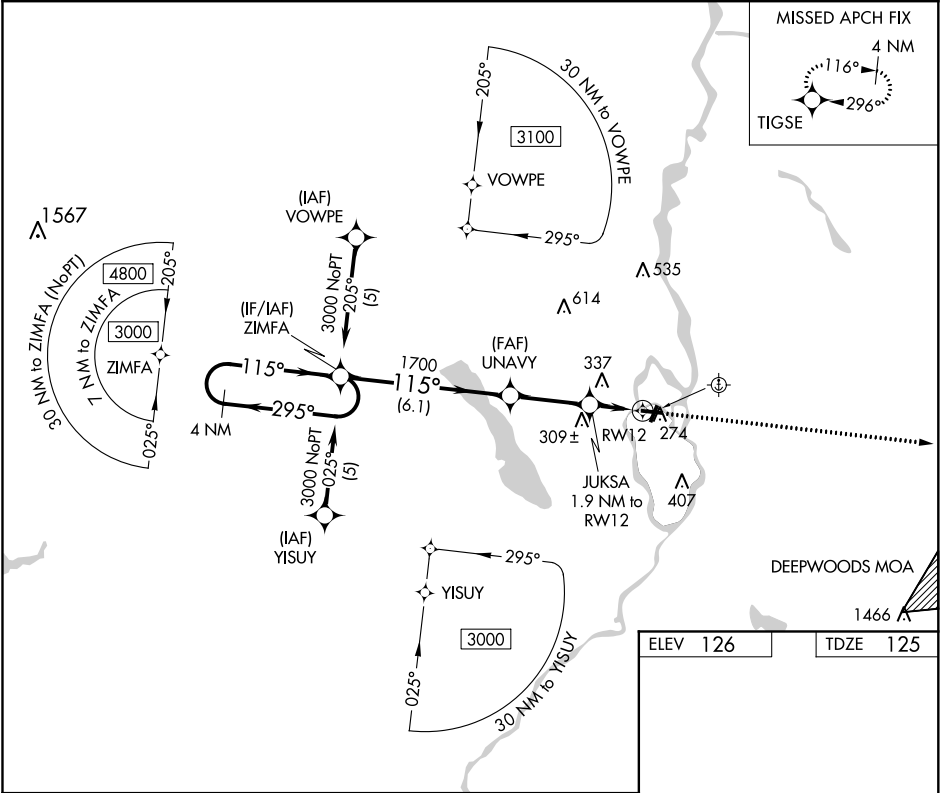 MISSED APCH FIX
4 NM
116°
296°
TIGSE
205°
30 NM to VOWPE
3100
VOWPE
295°
1567
(IAF)
VOWPE
3000 NoPT
205°
(5)
30 NM to ZIMFA (NoPT)
4800
7 NM to ZIMFA
3000
205°
ZIMFA
025°
(IF/IAF)
ZIMFA
535
614
115°
295°
4 NM
1700
115°
(6.1)
(FAF)
UNAVY
337
309±
RW12
274
JUKSA
1.9 NM to
RW12
407
3000 NoPT
025°
(5)
(IAF)
YISUY
295°
YISUY
3000
025°
30 NM to YISUY
DEEPWOODS MOA
1466
ELEV 126
TDZE 125